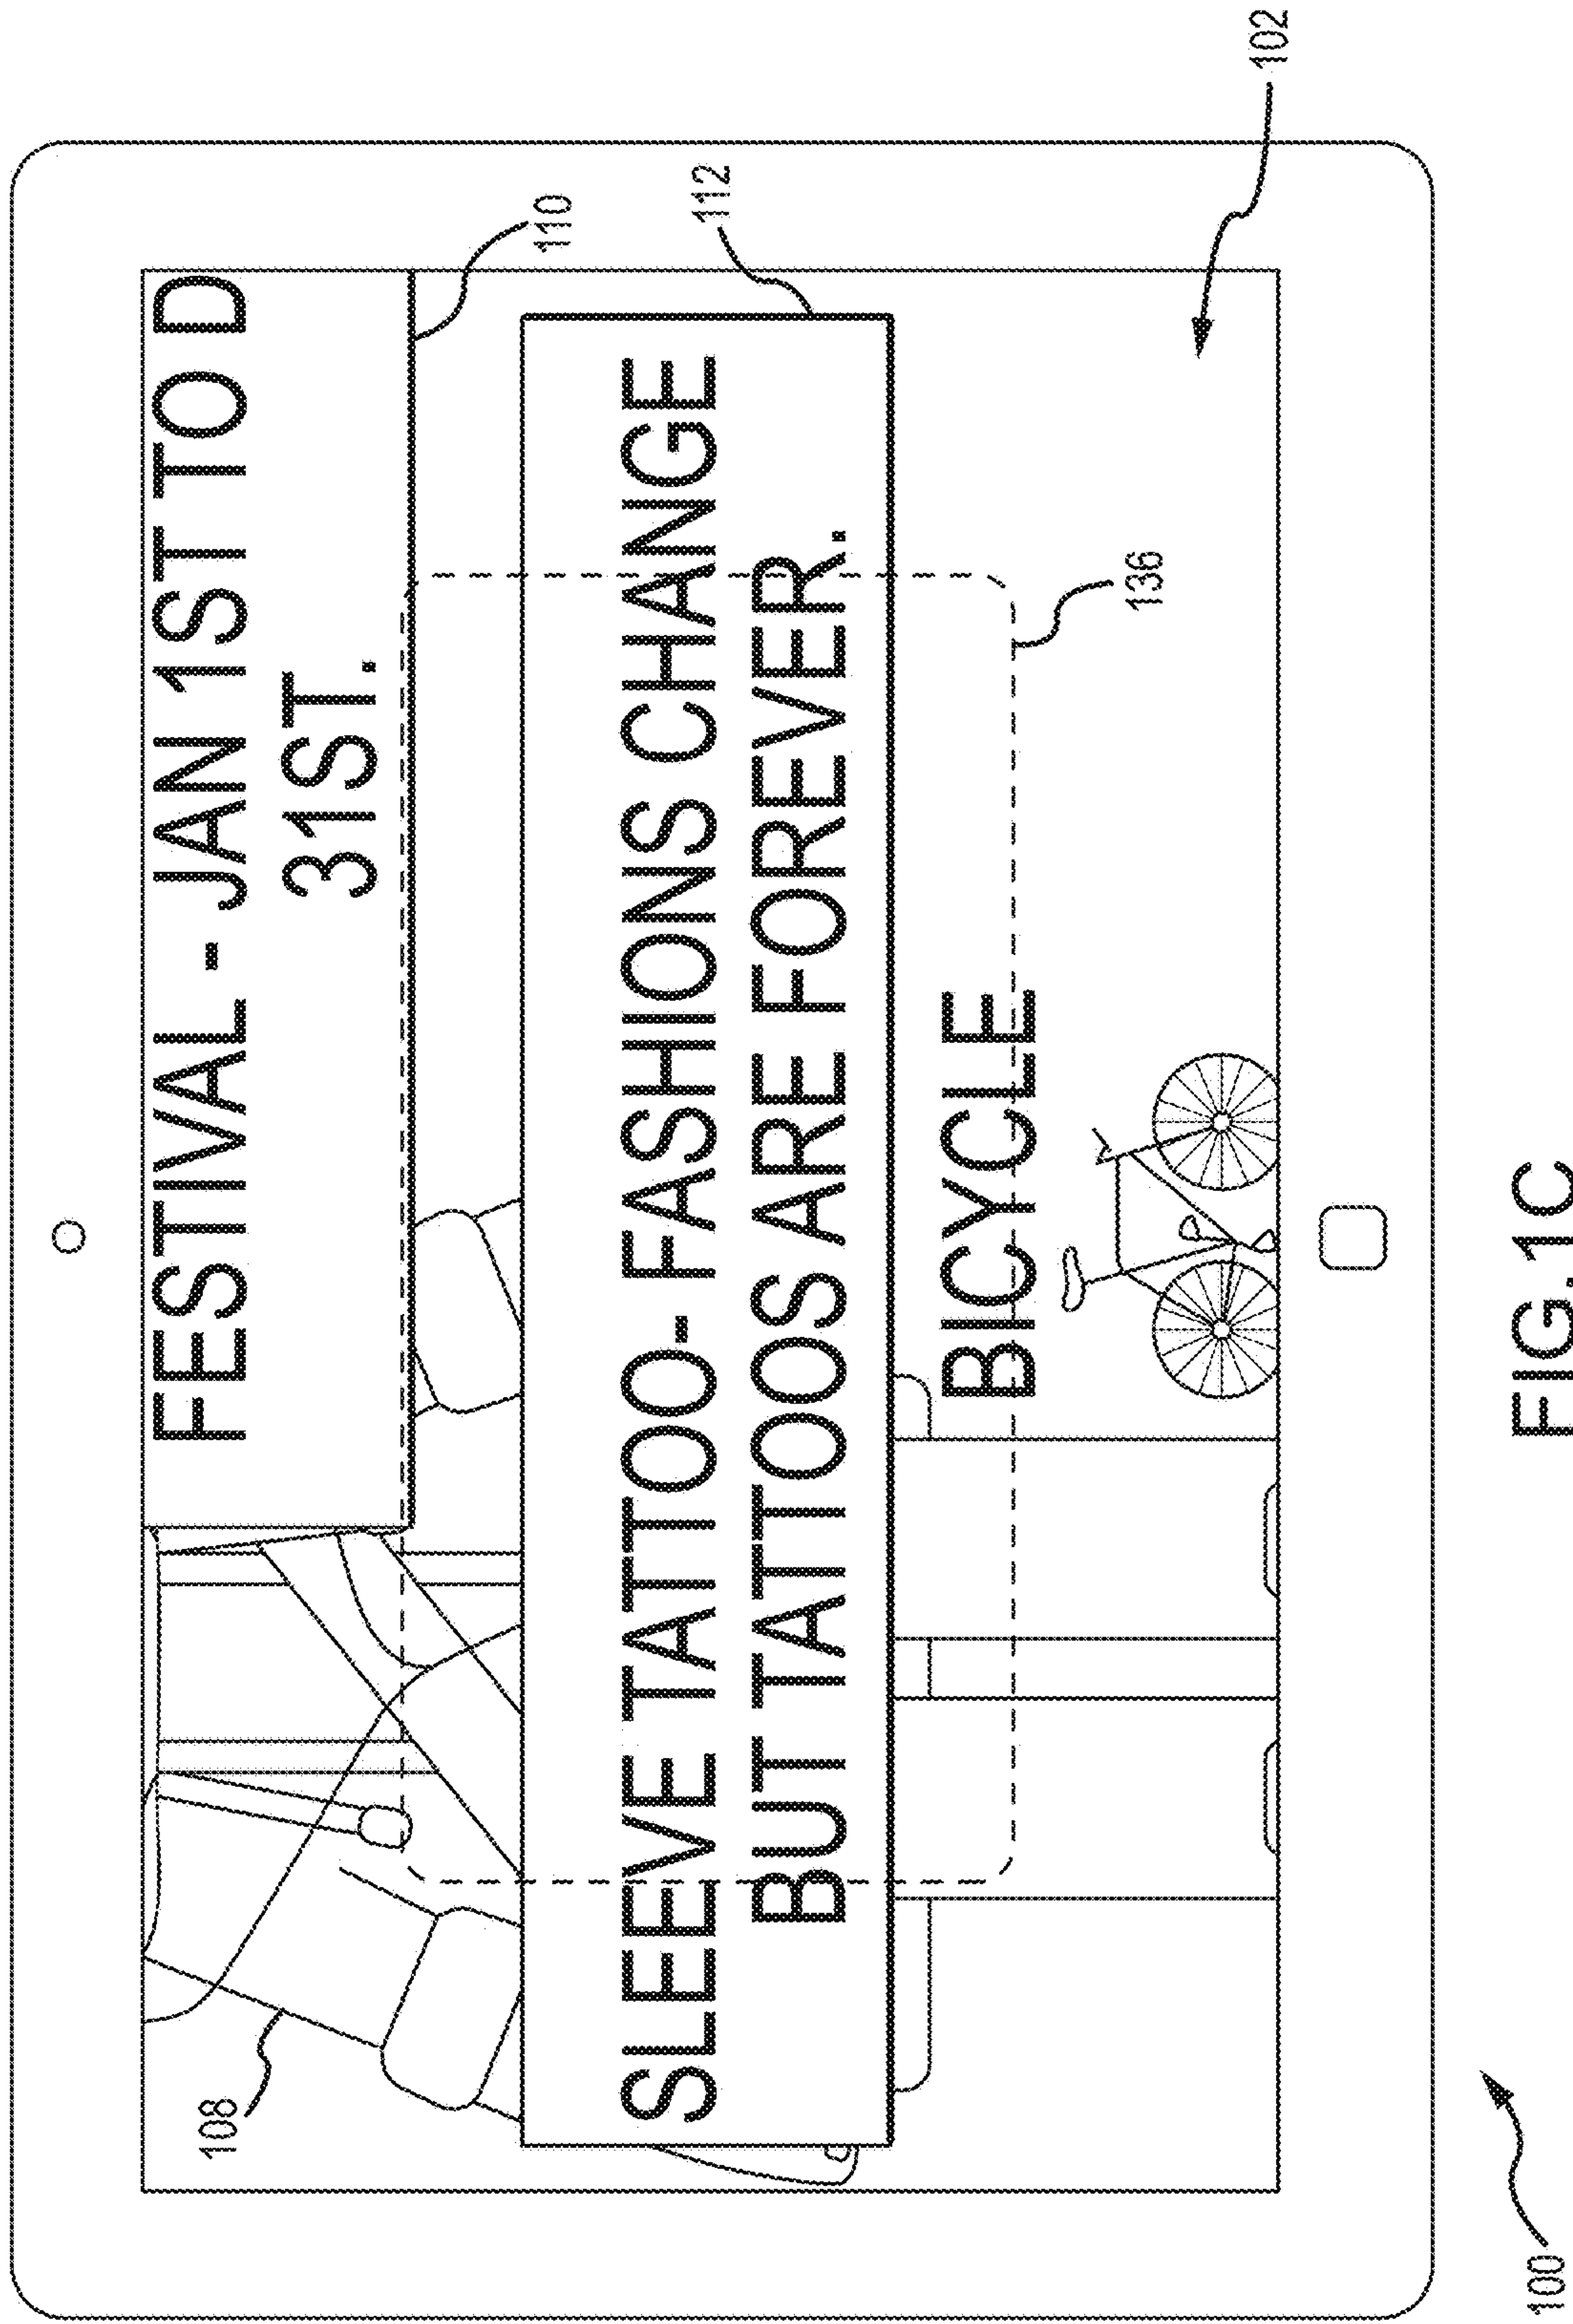 FESTIVAL - JAN 1ST TO D
31ST.
110
108
112
SLEEVE TATTOO- FASHIONS CHANGE
BUT TATTOOS ARE FOREVER.
BICYCLE
136
102
100
FIG. 1C